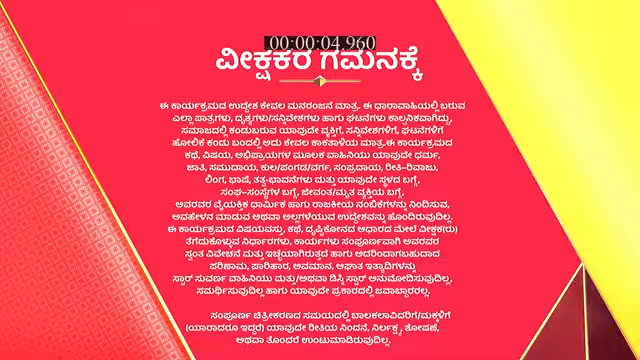 00:00:04.960
ವೀಕ್ಷಕರ ಗಮನಕ್ಕೆ
ಈ ಕಾರ್ಯಕ್ರಮದ ಉದ್ದೇಶ ಕೇವಲ ಮನರಂಜನೆ ಮಾತ್ರ. ಈ ಧಾರಾವಾಹಿಯಲ್ಲಿ ಬರುವ
ಎಲ್ಲಾ ಪಾತ್ರಗಳು, ದೃಶ್ಯಗಳು/ಸನ್ನಿವೇಶಗಳು ಹಾಗು ಘಟನೆಗಳು ಕಾಲ್ಪನಿಕವಾಗಿದ್ದು,
ಸಮಾಜದಲ್ಲಿ ಕಂಡುಬರುವ ಯಾವುದೇ ವ್ಯಕ್ತಿಗೆ, ಸನ್ನಿವೇಶಗಳಿಗೆ, ಘಟನೆಗಳಿಗೆ
ಹೋಲಿಕೆ ಕಂಡು ಬಂದಲ್ಲಿ ಅದು ಕೇವಲ ಕಾಕತಾಳಿಯ ಮಾತ್ರ.ಈ ಕಾರ್ಯಕ್ರಮದ
ಕಥೆ, ವಿಷಯ, ಅಭಿಪ್ರಾಯಗಳ ಮೂಲಕ ವಾಹಿನಿಯು ಯಾವುದೇ ಧರ್ಮ,
ಜಾತಿ, ಸಮುದಾಯ, ಕುಲ/ಪಂಗಡ/ವರ್ಗ, ಸಂಪ್ರದಾಯ, ರೀತಿ-ರಿವಾಜು,
ಲಿಂಗ, ಭಾಷೆ, ತತ್ವ-ಭಾವನೆಗಳು ಮತ್ತು ಯಾವುದೇ ಸ್ಥಳದ ಬಗ್ಗೆ,
ಸಂಘ-ಸಂಸ್ಥೆಗಳ ಬಗ್ಗೆ, ಜೀವಂತ/ಮೃತ ವ್ಯಕ್ತಿಯ ಬಗ್ಗೆ,
ಅವರವರ ವೈಯಕ್ತಿಕ ಧಾರ್ಮಿಕ ಹಾಗು ರಾಜಕೀಯ ನಂಬಿಕೆಗಳನ್ನು ನಿಂದಿಸುವ,
ಅವಹೇಳನ ಮಾಡುವ ಅಥವಾ ಅಲ್ಲಗಳೆಯುವ ಉದ್ದೇಶವನ್ನು ಹೊಂದಿರುವುದಿಲ್ಲ.
ಈ ಕಾರ್ಯಕ್ರಮದ ವಿಷಯವಸ್ತು, ಕಥೆ, ದೃಷ್ಟಿಕೋನದ ಆಧಾರದ ಮೇಲೆ ವೀಕ್ಷಕ(ರು)
ತೆಗೆದುಕೊಳ್ಳುವ ನಿರ್ಧಾರಗಳು, ಕಾರ್ಯಗಳು ಸಂಪೂರ್ಣವಾಗಿ ಅವರವರ
ಸ್ವಂತ ವಿವೇಚನೆ ಮತ್ತು ಇಚ್ಛೆಯಾಗಿರುತ್ತದೆ ಹಾಗು ಅದರಿಂದಾಗಬಹುದಾದ
ಪರಿಣಾಮ, ಪಾರಿಹಾರ, ಅವಮಾನ, ಆಘಾತ ಇತ್ಯಾದಿಗಳನ್ನು
ಸ್ಟಾರ್ ಸುವರ್ಣ ವಾಹಿನಿಯು ಮತ್ತು/ಅಥವಾ ಡಿಸ್ನಿ ಸ್ಟಾರ್ ಅನುಮೋದಿಸುವುದಿಲ್ಲ,
ಸಮರ್ಥಿಸುವುದಿಲ್ಲ ಹಾಗು ಯಾವುದೇ ಪ್ರಕಾರದಲ್ಲಿ ಜವಾಬ್ದಾರರಲ್ಲ.
ಸಂಪೂರ್ಣ ಚಿತ್ರೀಕರಣದ ಸಮಯದಲ್ಲಿ ಬಾಲಕಲಾವಿದರಿಗೆ/ಮಕ್ಕಳಿಗೆ
(ಯಾರಾದರೂ ಇದ್ದರೆ) ಯಾವುದೇ ರೀತಿಯ ನಿಂದನೆ, ನಿರ್ಲಕ್ಷ್ಯ, ಶೋಷಣೆ,
ಅಥವಾ ತೊಂದರೆ ಉಂಟುಮಾಡಿರುವುದಿಲ್ಲ.